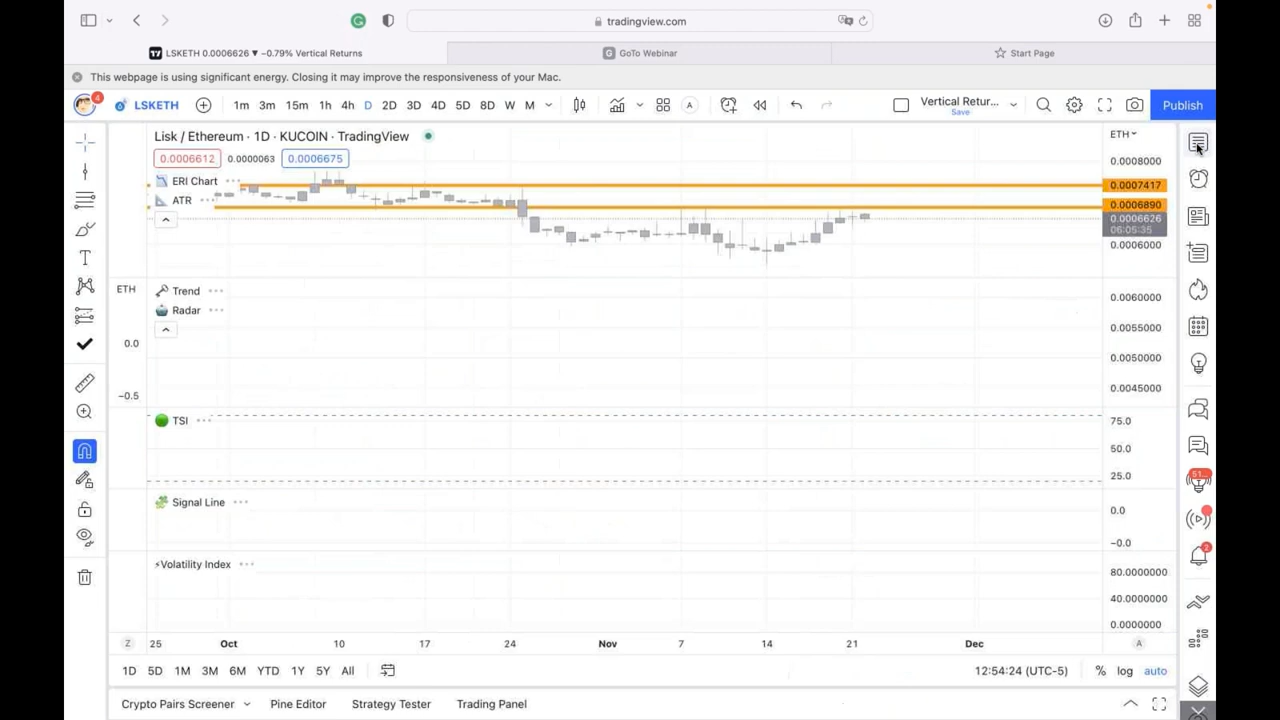 tradingview.com
LSKETH 0.0006626 ▼ −0.79% Vertical Returns
GoTo Webinar
Start Page
This webpage is using significant energy. Closing it may improve the responsiveness of your Mac.
4
LSKETH
1m 3m 15m 1h 4h D 2D 3D 4D 5D 8D W M
A
Vertical Retur...
Save
Publish
Lisk / Ethereum · 1D · KUCOIN · TradingView
ETH
0.0006612 0.0000063 0.0006675
0.0008000
ERI Chart
0.0007417
ATR
0.0006890
0.0006626
06:05:35
0.0006000
ETH
Trend
0.0060000
Radar
0.0055000
0.0
0.0050000
0.0045000
−0.5
TSI
75.0
50.0
25.0
51...
Signal Line
0.0
−0.0
2
⚡Volatility Index
80.0000000
40.0000000
0.0000000
Z 25 Oct 10 17 24 Nov 7 14 21 Dec A
1D 5D 1M 3M 6M YTD 1Y 5Y All
12:54:24 (UTC-5) % log auto
Crypto Pairs Screener Pine Editor Strategy Tester Trading Panel